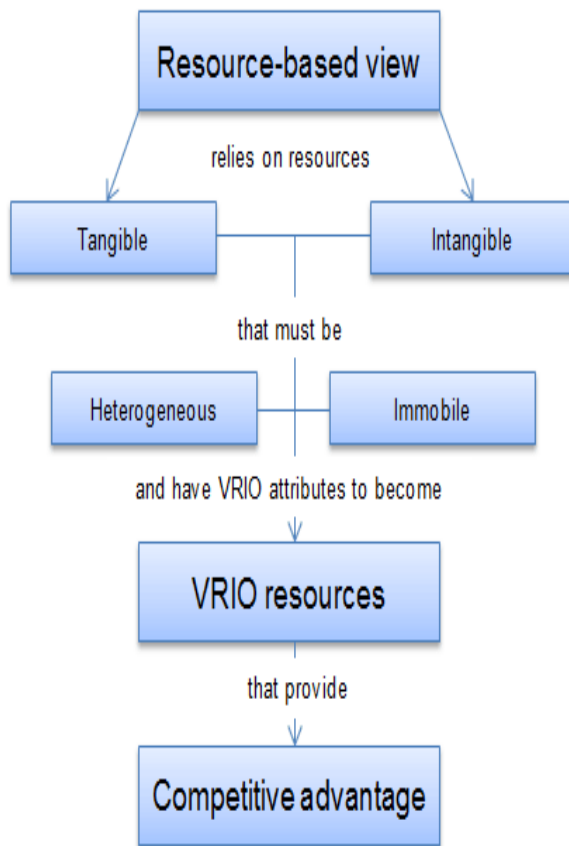 Resource-based view
relies on resources
Tangible
Intangible
that must be
Heterogeneous
Immobile
and have VRIO attributes to become
VRIO resources
that provide
Competitive advantage